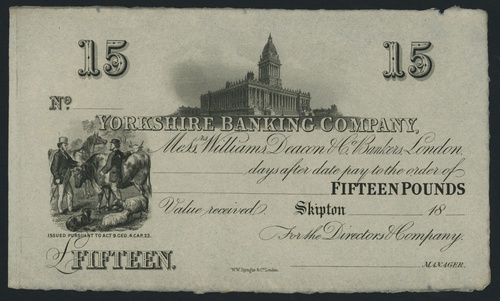 15 15
No
YORKSHIRE BANKING COMPANY,
Messrs Williams, Deacon & Co. Bankers, London
days after date pay to the order of
FIFTEEN POUNDS
Value received Skipton 18
ISSUED PURSUANT TO ACT 9 GEO. 4 CAP. 23.
For the Directors & Company.
£FIFTEEN.
W.W. Sprague & Co. London.
MANAGER.